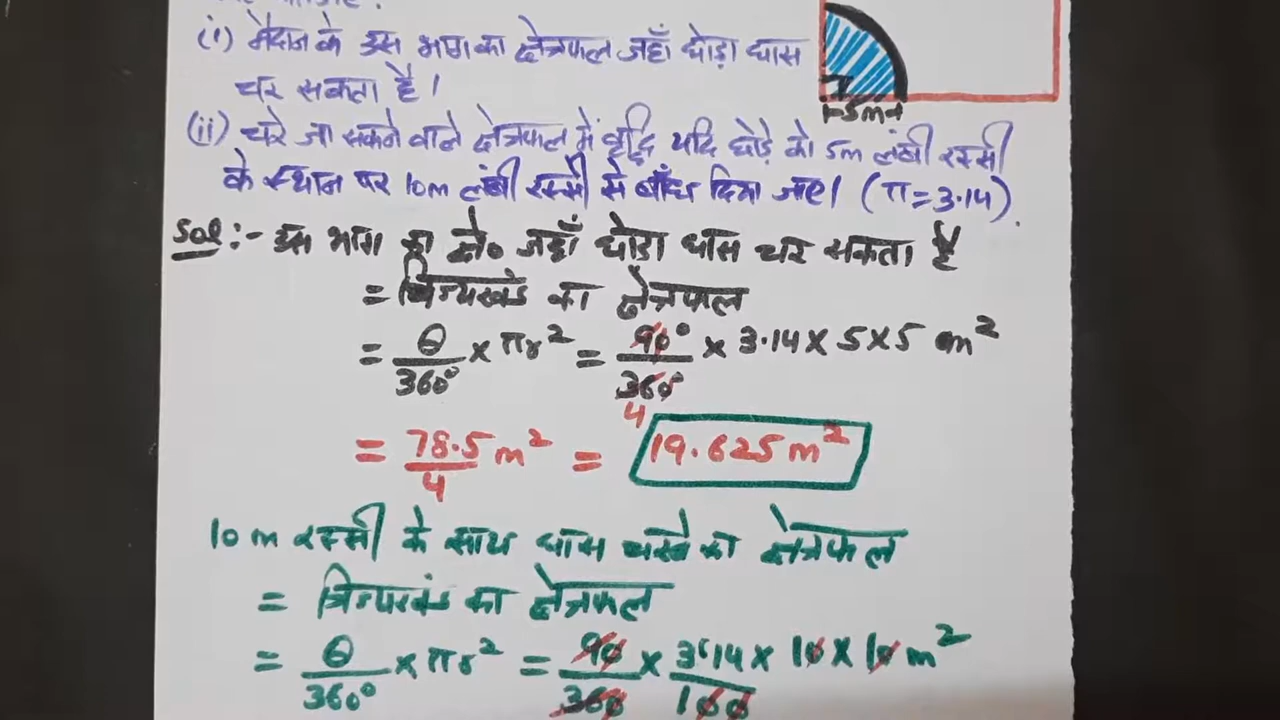 (i) मैदान के उस भाग का क्षेत्रफल जहाँ घोड़ा घास
चर सकता है।
5m
(ii) चरे जा सकने वाले क्षेत्रफल में वृद्धि यदि घोड़े को 5m लंबी रस्सी
के स्थान पर 10m लंबी रस्सी से बाँध दिया जाए। (π=3.14)
Sol:- उस भाग का क्षे० जहाँ घोडा घास चर सकता है
= त्रिज्यखंड का क्षेत्रफल
= θ/360° × πr² = 90°/360° × 3.14 × 5 × 5 m²
4
= 78.5/4 m² = 19.625 m²
10 m रस्सी के साथ घास चरने का क्षेत्रफल
= त्रिज्यखंड का क्षेत्रफल
= θ/360° × πr² = 90/360 × 3.14/100 × 10 × 10 m²